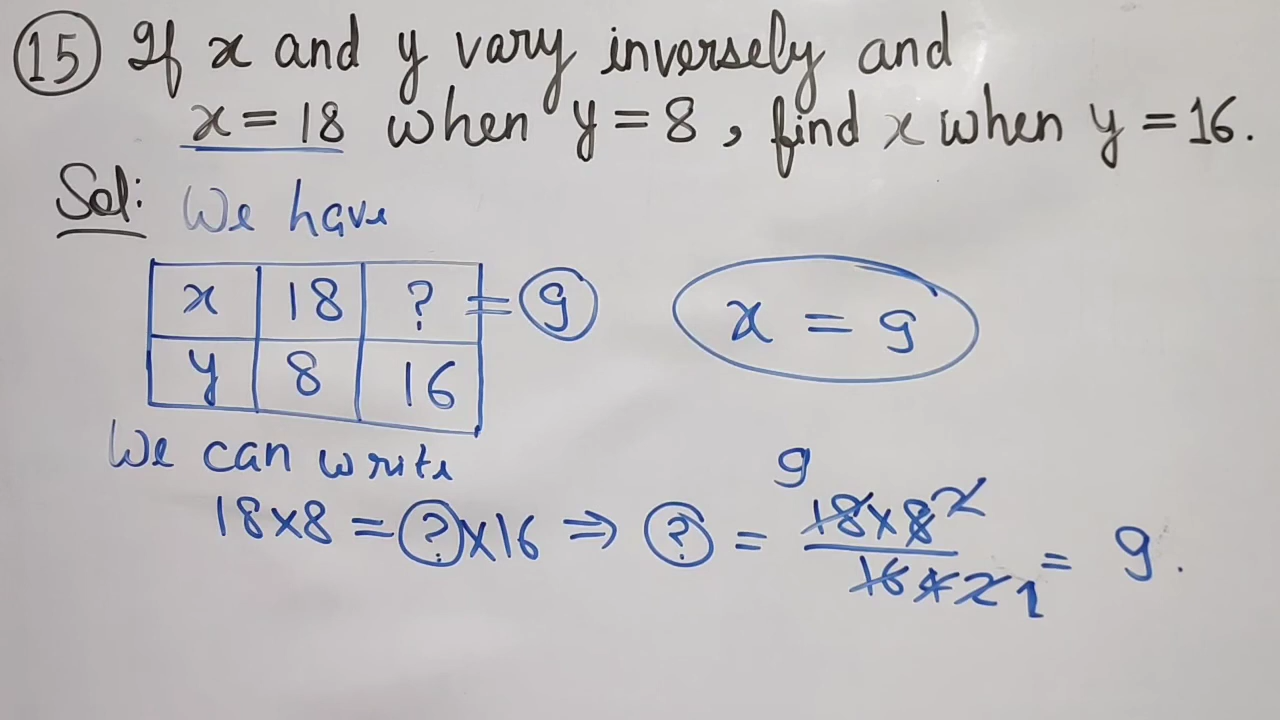 15 If x and y vary inversely and
x = 18 when y = 8, find x when y = 16.
Sol: We have
x 18 ? = 9
y 8 16
x = 9
We can write
18×8 = ?×16 ⇒ ? = 18×8/16 = 9.
9 2
4 2 1